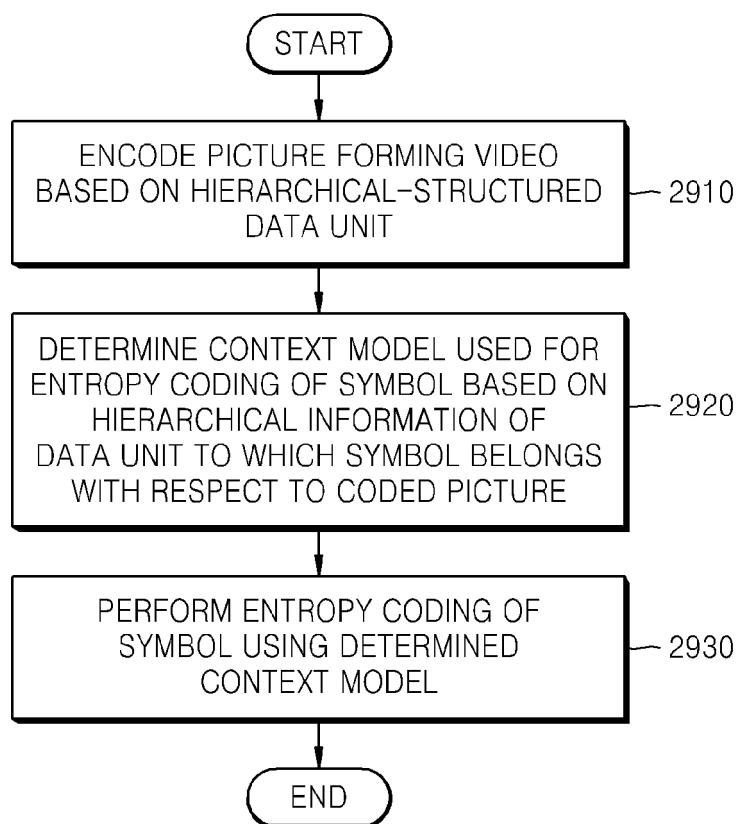 START
ENCODE PICTURE FORMING VIDEO
BASED ON HIERARCHICAL-STRUCTURED
DATA UNIT
2910
DETERMINE CONTEXT MODEL USED FOR
ENTROPY CODING OF SYMBOL BASED ON
HIERARCHICAL INFORMATION OF
DATA UNIT TO WHICH SYMBOL BELONGS
WITH RESPECT TO CODED PICTURE
2920
PERFORM ENTROPY CODING OF
SYMBOL USING DETERMINED
CONTEXT MODEL
2930
END